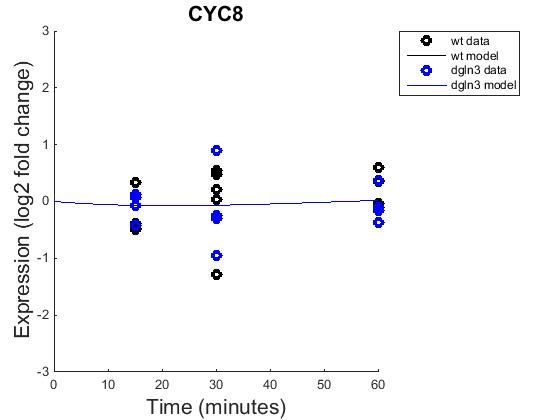 CYC8
3
2
1
0
-1
-2
-3
Expression (log2 fold change)
0 10 20 30 40 50 60
Time (minutes)
wt data
wt model
dgln3 data
dgln3 model